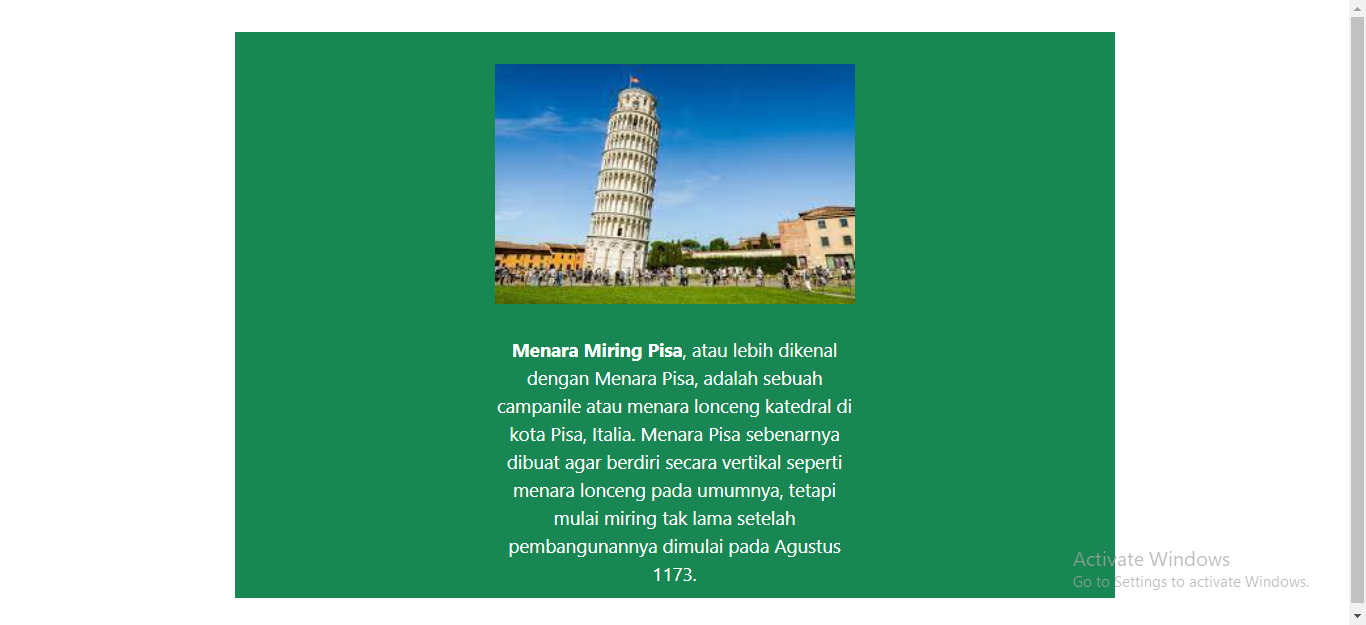 Menara Miring Pisa, atau lebih dikenal
dengan Menara Pisa, adalah sebuah
campanile atau menara lonceng katedral di
kota Pisa, Italia. Menara Pisa sebenarnya
dibuat agar berdiri secara vertikal seperti
menara lonceng pada umumnya, tetapi
mulai miring tak lama setelah
pembangunannya dimulai pada Agustus
1173.
Activate Windows
Go to Settings to activate Windows.